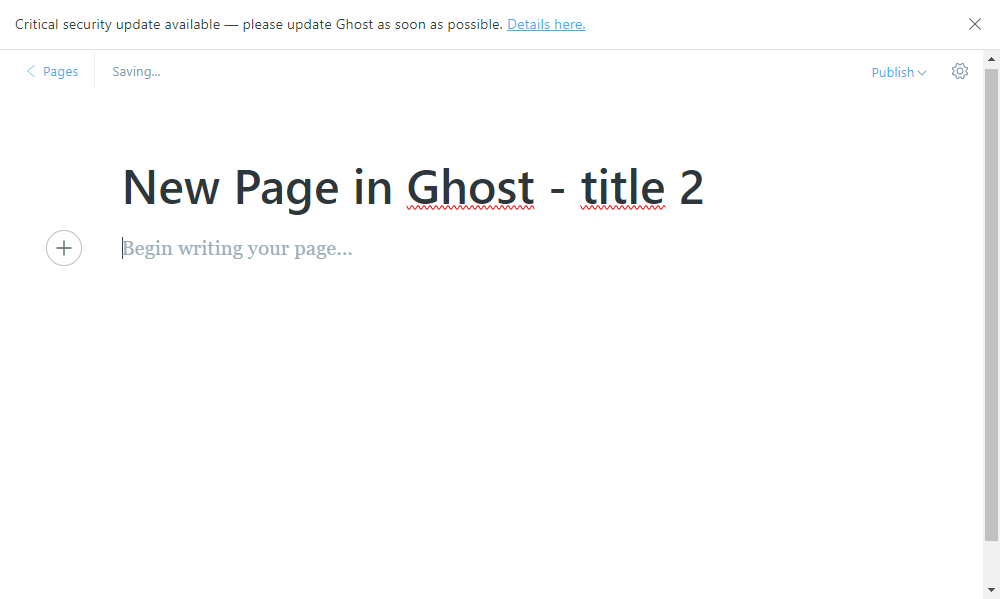 Critical security update available — please update Ghost as soon as possible. Details here.
Pages
Saving...
Publish
New Page in Ghost - title 2
Begin writing your page...